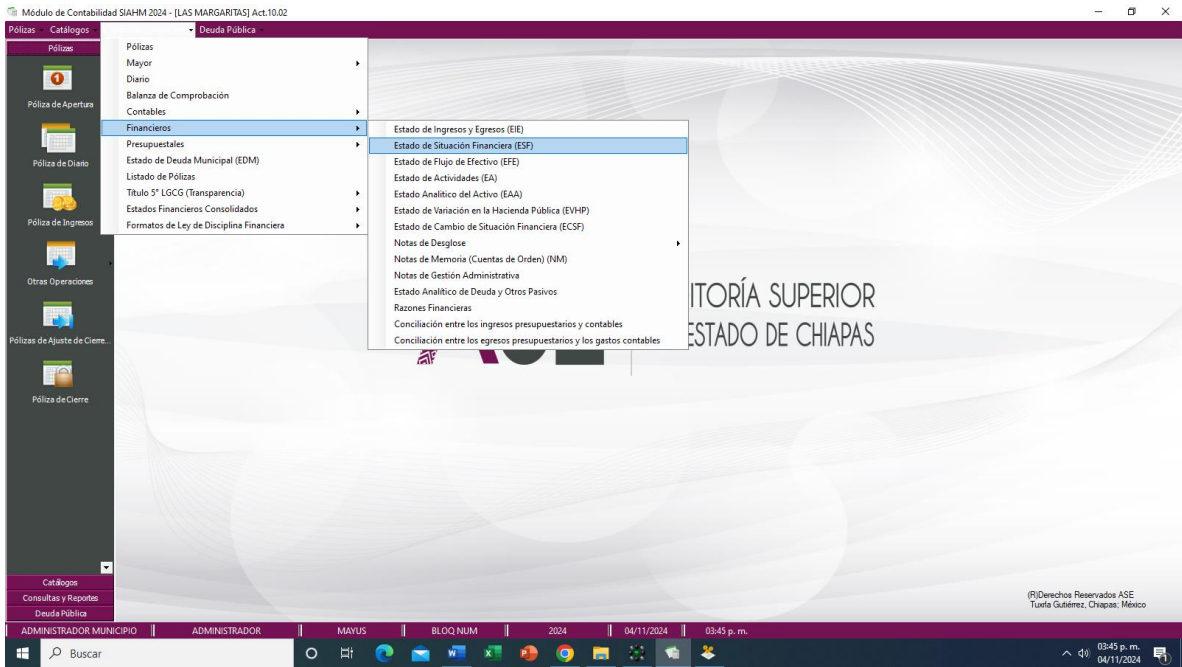 Módulo de Contabilidad SIAHM 2024 - [LAS MARGARITAS] Act.10.02
Pólizas Catálogos Deuda Pública
Pólizas
Póliza de Apertura
Póliza de Diario
Póliza de Ingresos
Otras Operaciones
Pólizas de Ajuste de Cierre...
Póliza de Cierre
Pólizas
Mayor
Diario
Balanza de Comprobación
Contables
Financieros
Presupuestales
Estado de Deuda Municipal (EDM)
Listado de Pólizas
Título 5° LGCG (Transparencia)
Estados Financieros Consolidados
Formatos de Ley de Disciplina Financiera
Estado de Ingresos y Egresos (EIE)
Estado de Situación Financiera (ESF)
Estado de Flujo de Efectivo (EFE)
Estado de Actividades (EA)
Estado Analítico del Activo (EAA)
Estado de Variación en la Hacienda Pública (EVHP)
Estado de Cambio de Situación Financiera (ECSF)
Notas de Desglose
Notas de Memoria (Cuentas de Orden) (NM)
Notas de Gestión Administrativa
Estado Analítico de Deuda y Otros Pasivos
Razones Financieras
Conciliación entre los ingresos presupuestarios y contables
Conciliación entre los egresos presupuestarios y los gastos contables
ITORÍA SUPERIOR
ESTADO DE CHIAPAS
Catálogos
Consultas y Reportes
Deuda Pública
(R)Derechos Reservados ASE
Tuxtla Gutiérrez, Chiapas; México
ADMINISTRADOR MUNICIPIO ADMINISTRADOR MAYUS BLOQ NUM 2024 04/11/2024 03:45 p. m.
Buscar
03:45 p. m.
04/11/2024